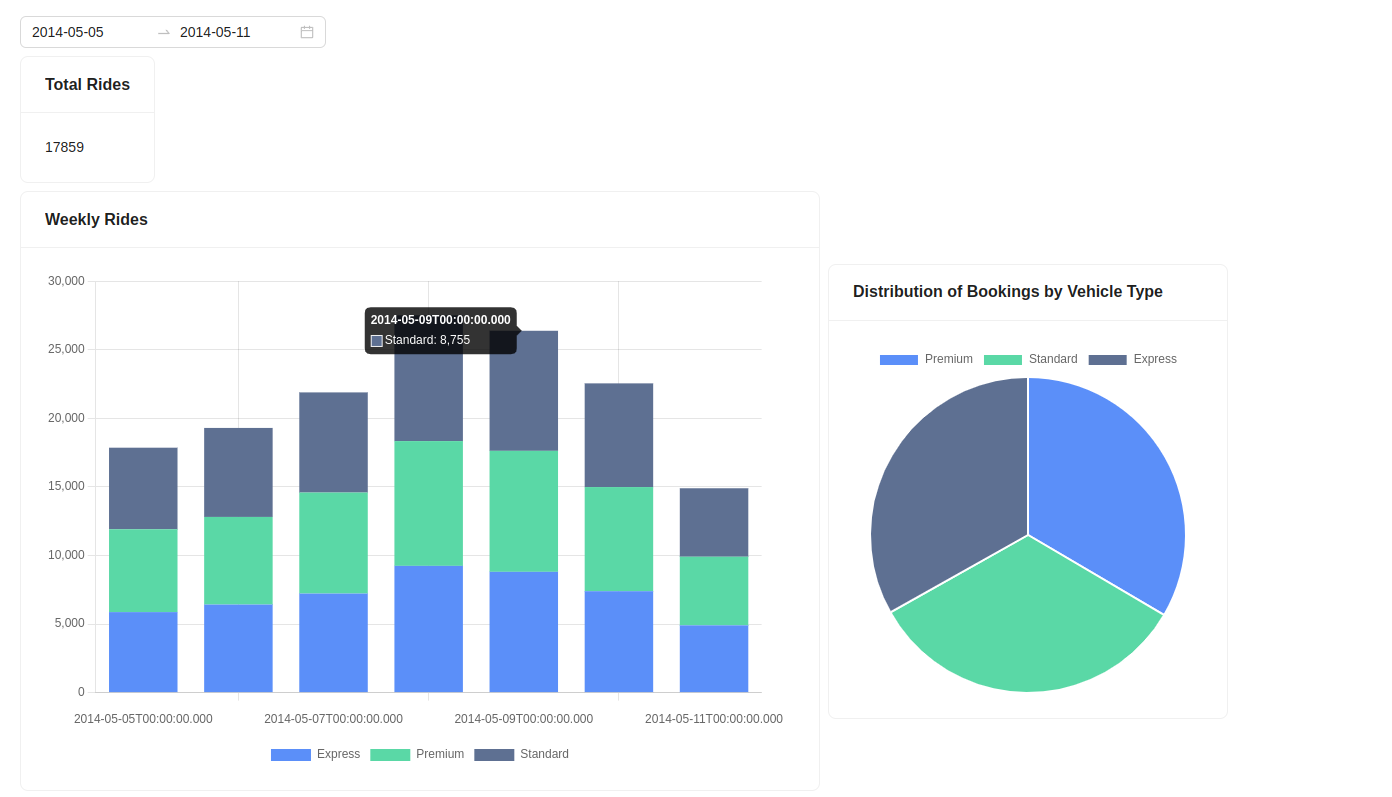 2014-05-05 2014-05-11
Total Rides
17859
Weekly Rides
30,000
25,000
20,000
15,000
10,000
5,000
0
2014-05-09T00:00:00.000
Standard: 8,755
2014-05-05T00:00:00.000 2014-05-07T00:00:00.000 2014-05-09T00:00:00.000 2014-05-11T00:00:00.000
Express Premium Standard
Distribution of Bookings by Vehicle Type
Premium Standard Express